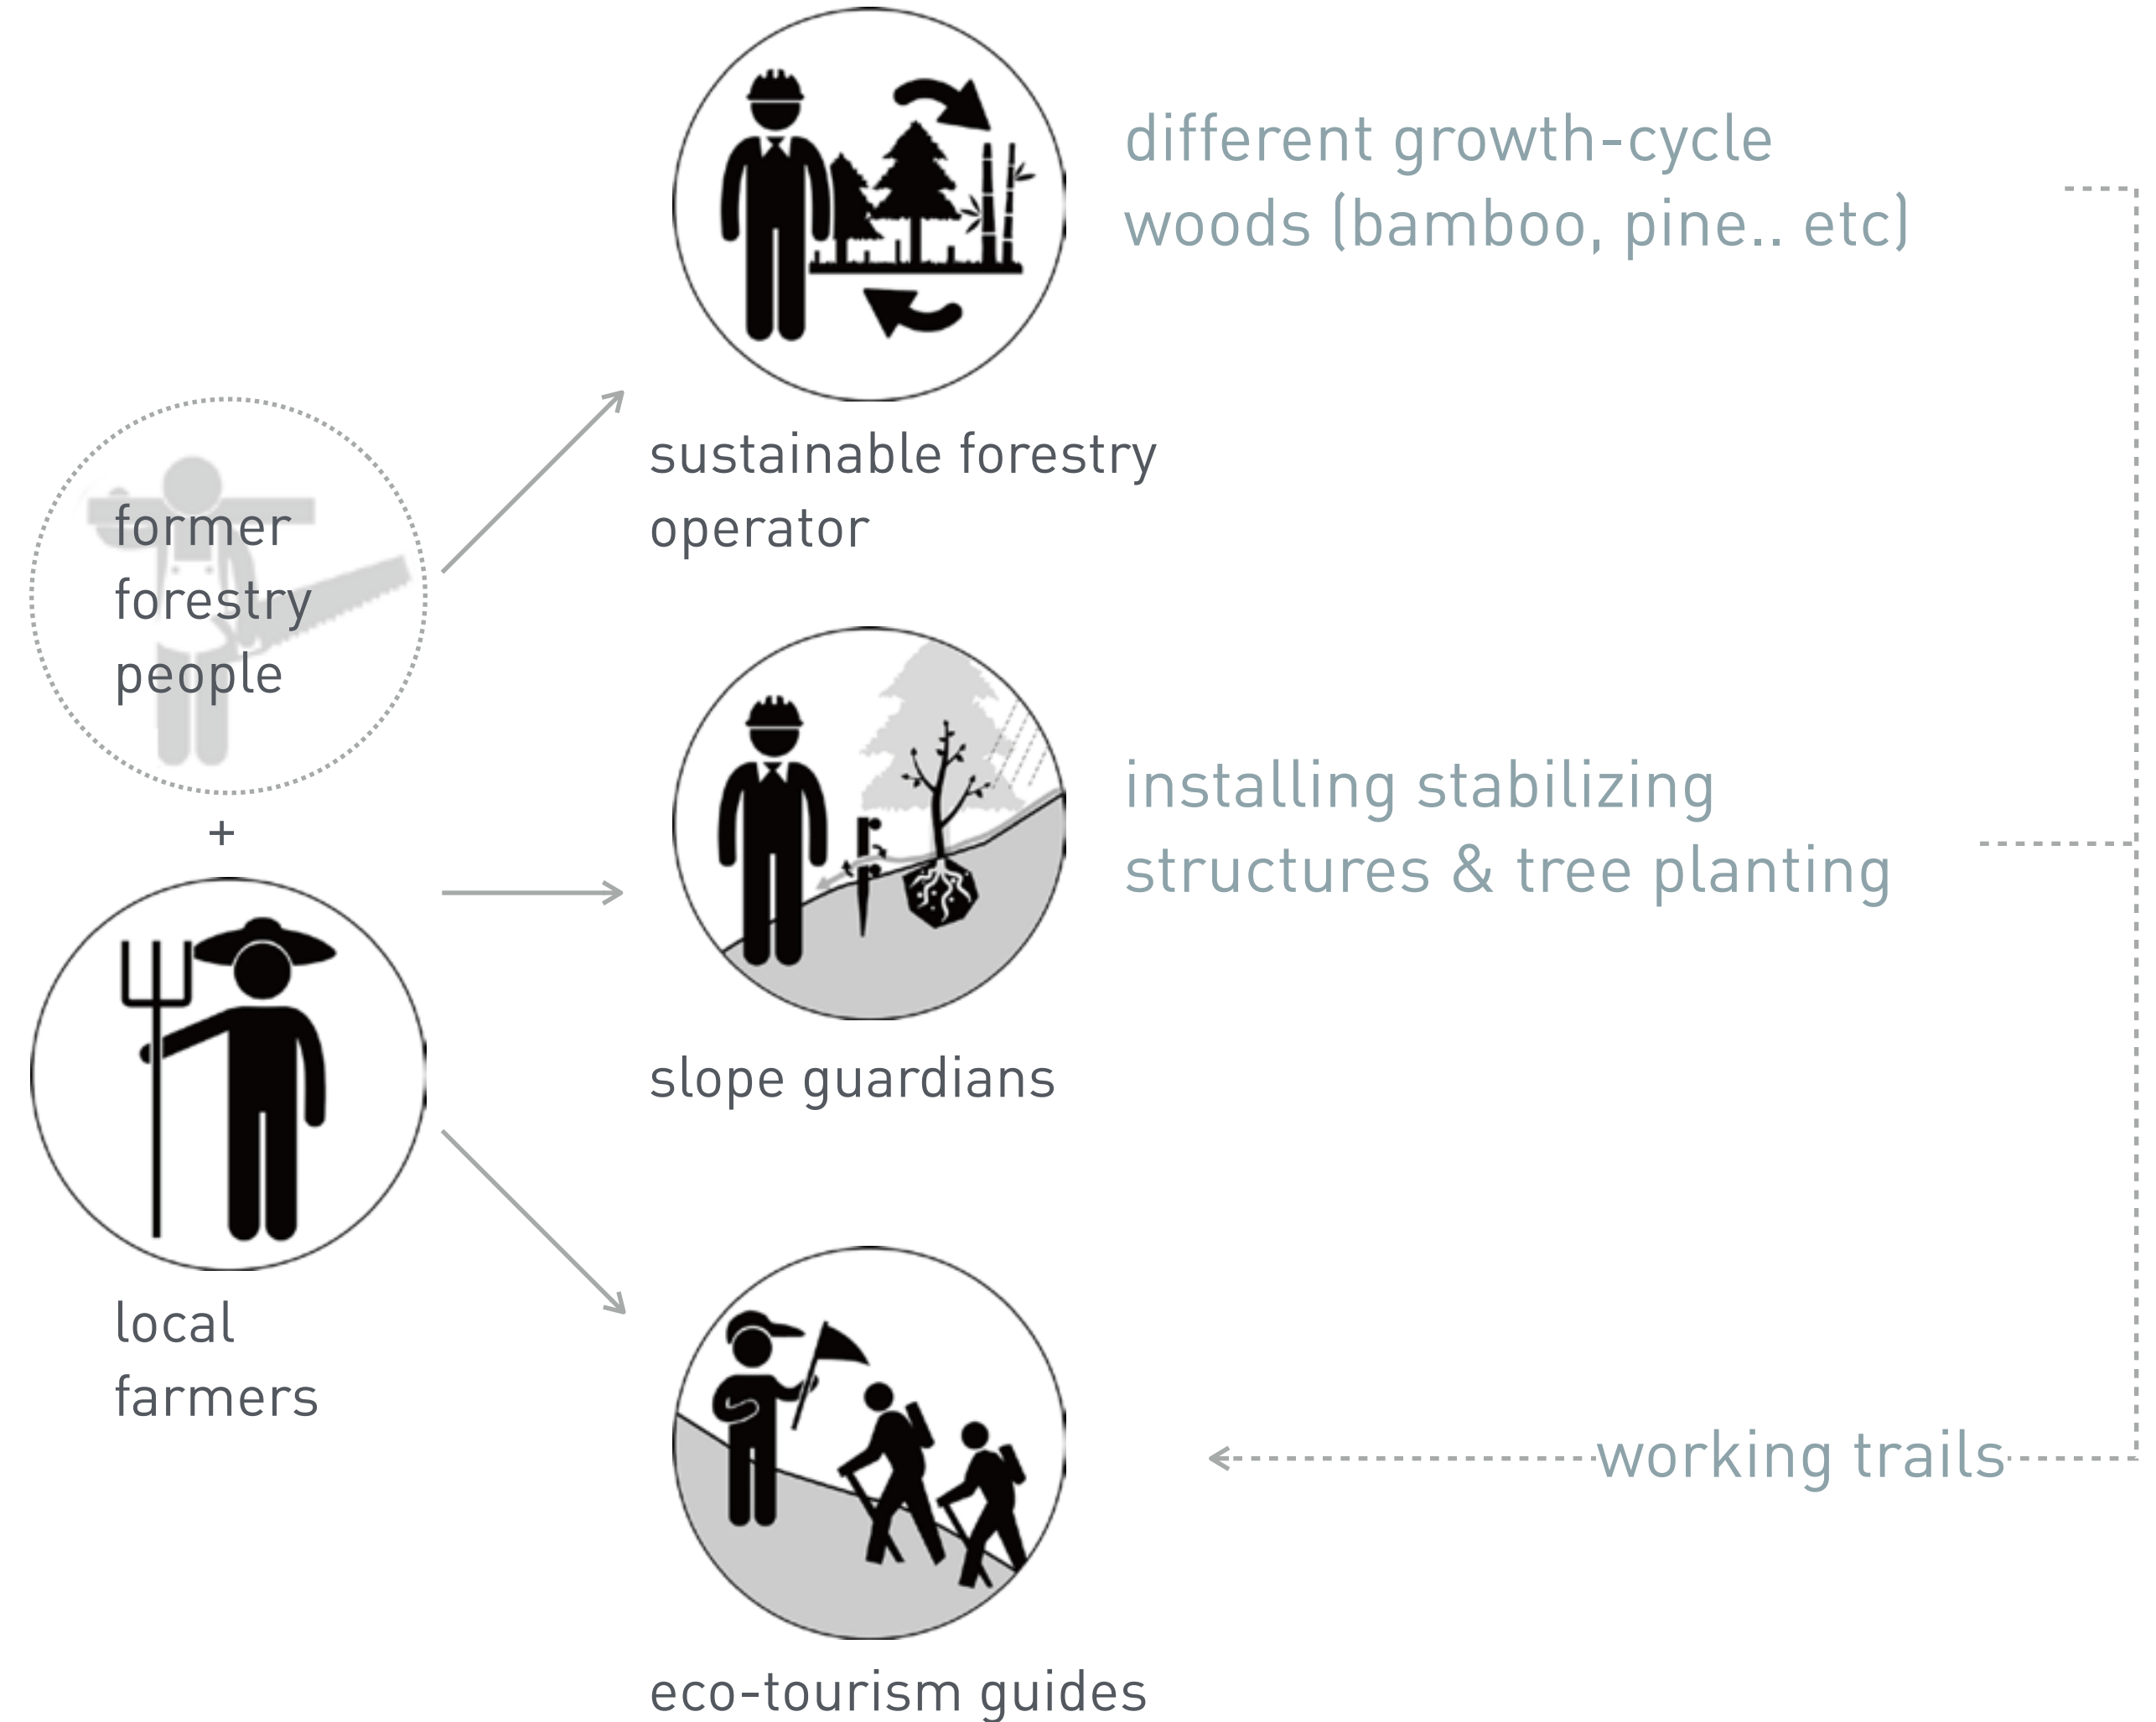 different growth-cycle
woods (bamboo, pine.. etc)
sustainable forestry
operator
former
forestry
people
+
installing stabilizing
structures & tree planting
slope guardians
local
farmers
working trails
eco-tourism guides